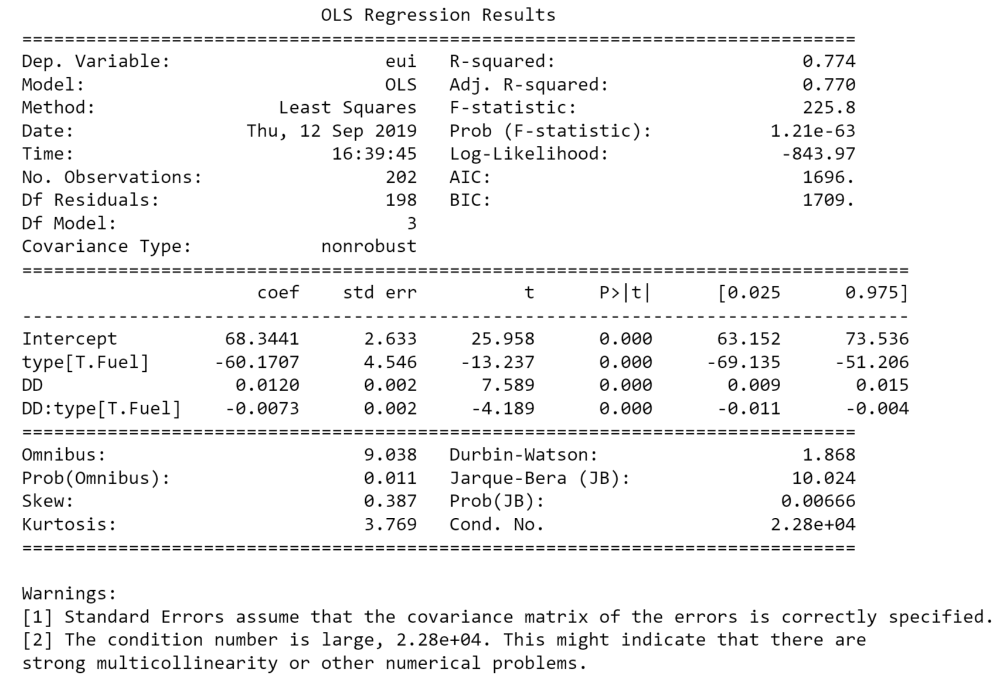 OLS Regression Results
==============================================================================
Dep. Variable:                    eui   R-squared:                       0.774
Model:                            OLS   Adj. R-squared:                  0.770
Method:                 Least Squares   F-statistic:                     225.8
Date:                Thu, 12 Sep 2019   Prob (F-statistic):           1.21e-63
Time:                        16:39:45   Log-Likelihood:                -843.97
No. Observations:                 202   AIC:                             1696.
Df Residuals:                     198   BIC:                             1709.
Df Model:                           3
Covariance Type:            nonrobust
===================================================================================
                      coef    std err          t      P>|t|      [0.025      0.975]
-----------------------------------------------------------------------------------
Intercept          68.3441      2.633     25.958      0.000      63.152      73.536
type[T.Fuel]      -60.1707      4.546    -13.237      0.000     -69.135     -51.206
DD                  0.0120      0.002      7.589      0.000       0.009       0.015
DD:type[T.Fuel]    -0.0073      0.002     -4.189      0.000      -0.011      -0.004
==============================================================================
Omnibus:                        9.038   Durbin-Watson:                   1.868
Prob(Omnibus):                  0.011   Jarque-Bera (JB):               10.024
Skew:                           0.387   Prob(JB):                      0.00666
Kurtosis:                       3.769   Cond. No.                     2.28e+04
==============================================================================
Warnings:
[1] Standard Errors assume that the covariance matrix of the errors is correctly specified.
[2] The condition number is large, 2.28e+04. This might indicate that there are
strong multicollinearity or other numerical problems.